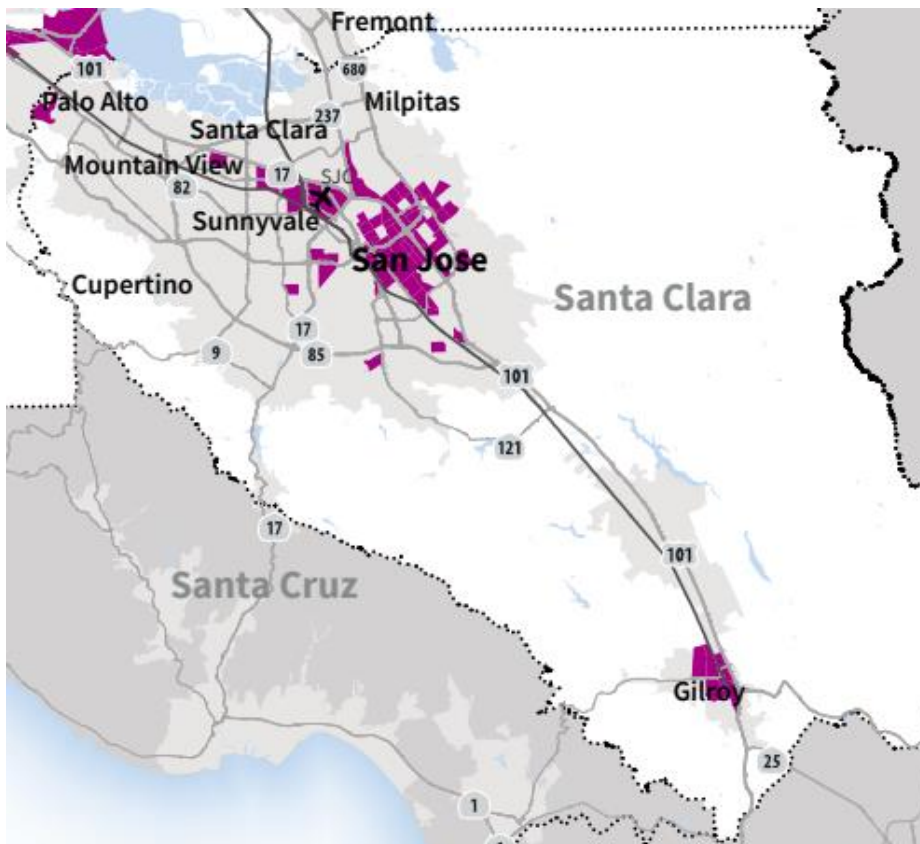 Fremont
101
680
Palo Alto
Milpitas
237
Santa Clara
Mountain View
17
SJC
82
Sunnyvale
San Jose
Cupertino
Santa Clara
17
9
85
101
121
17
101
Santa Cruz
Gilroy
25
1